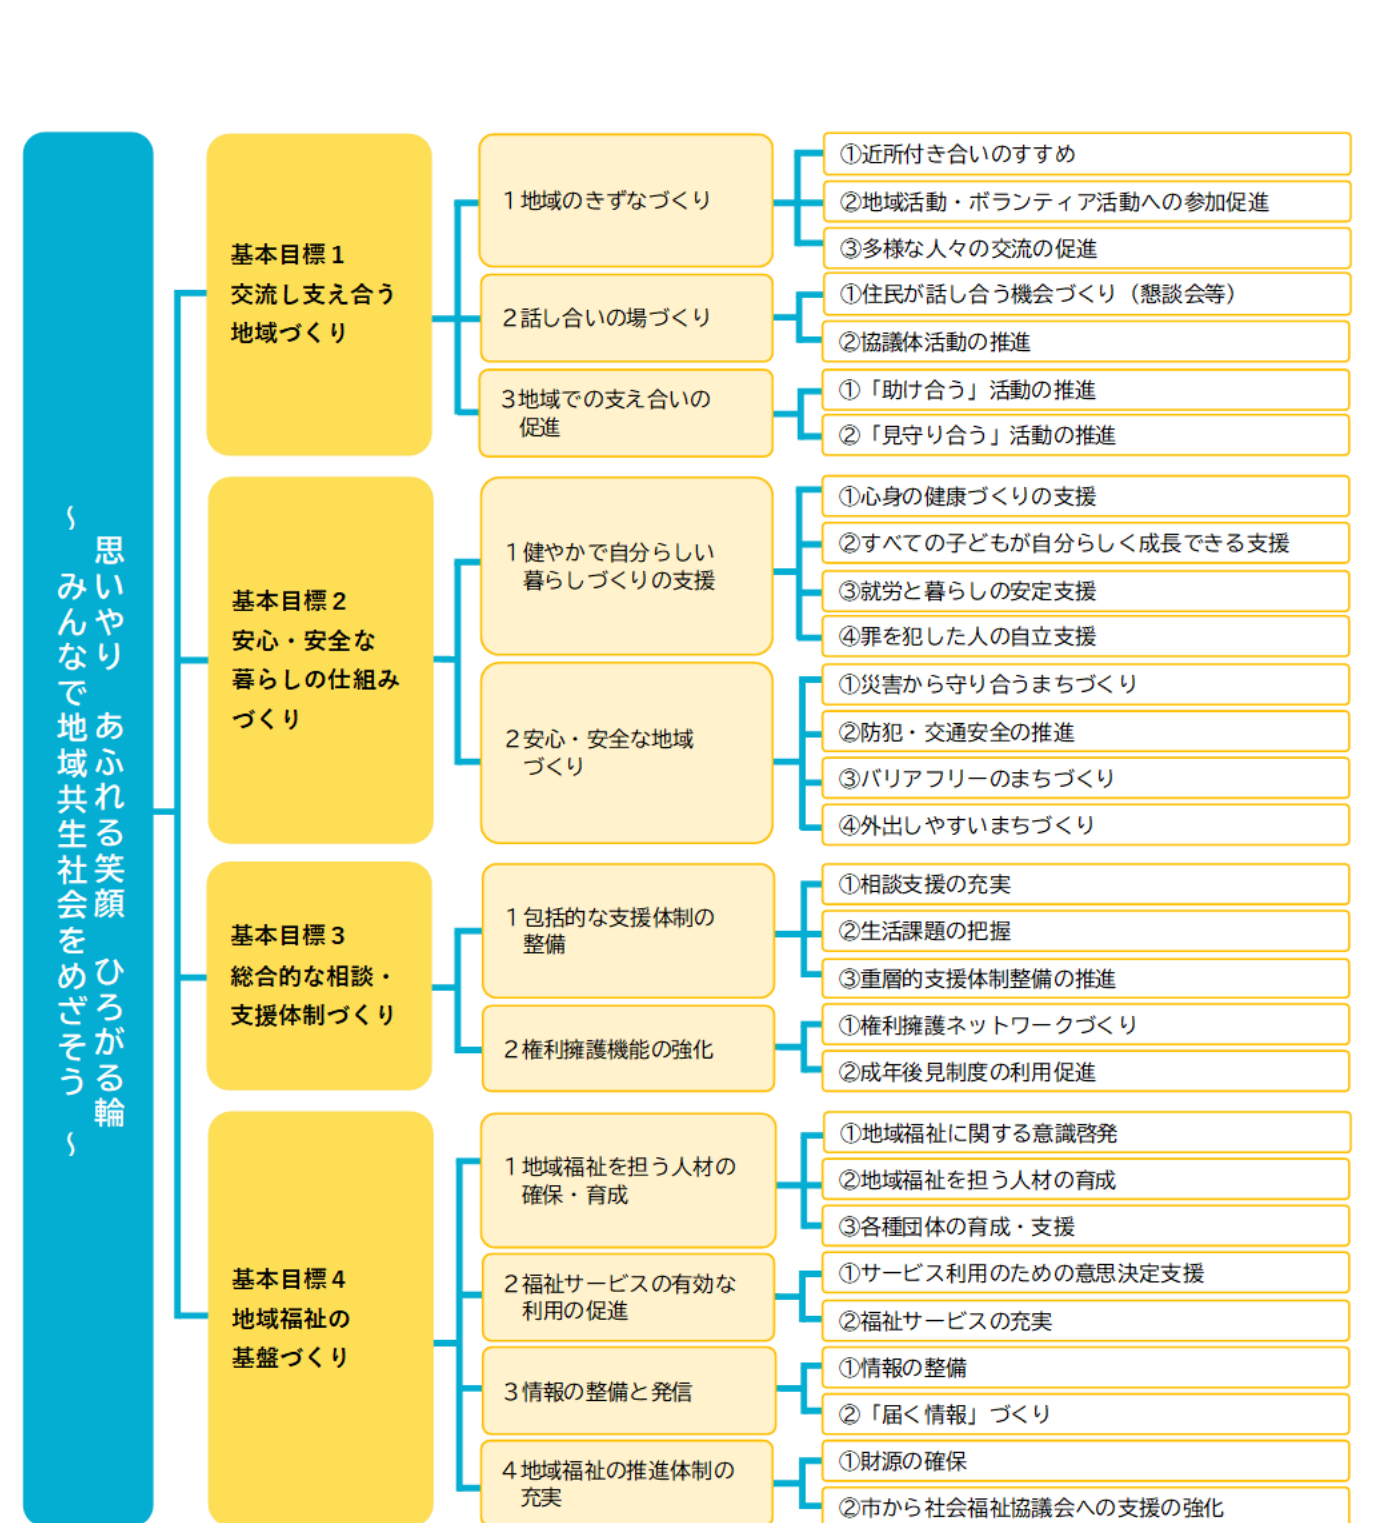 思いやり　あふれる笑顔　ひろがる輪
～　みんなで地域共生社会をめざそう　～
基本目標１
交流し支え合う
地域づくり
１地域のきずなづくり
①近所付き合いのすすめ
②地域活動・ボランティア活動への参加促進
③多様な人々の交流の促進
２話し合いの場づくり
①住民が話し合う機会づくり（懇談会等）
②協議体活動の推進
３地域での支え合いの
促進
①「助け合う」活動の推進
②「見守り合う」活動の推進
基本目標２
安心・安全な
暮らしの仕組み
づくり
１健やかで自分らしい
暮らしづくりの支援
①心身の健康づくりの支援
②すべての子どもが自分らしく成長できる支援
③就労と暮らしの安定支援
④罪を犯した人の自立支援
２安心・安全な地域
づくり
①災害から守り合うまちづくり
②防犯・交通安全の推進
③バリアフリーのまちづくり
④外出しやすいまちづくり
基本目標３
総合的な相談・
支援体制づくり
１包括的な支援体制の
整備
①相談支援の充実
②生活課題の把握
③重層的支援体制整備の推進
２権利擁護機能の強化
①権利擁護ネットワークづくり
②成年後見制度の利用促進
基本目標４
地域福祉の
基盤づくり
１地域福祉を担う人材の
確保・育成
①地域福祉に関する意識啓発
②地域福祉を担う人材の育成
③各種団体の育成・支援
２福祉サービスの有効な
利用の促進
①サービス利用のための意思決定支援
②福祉サービスの充実
３情報の整備と発信
①情報の整備
②「届く情報」づくり
４地域福祉の推進体制の
充実
①財源の確保
②市から社会福祉協議会への支援の強化